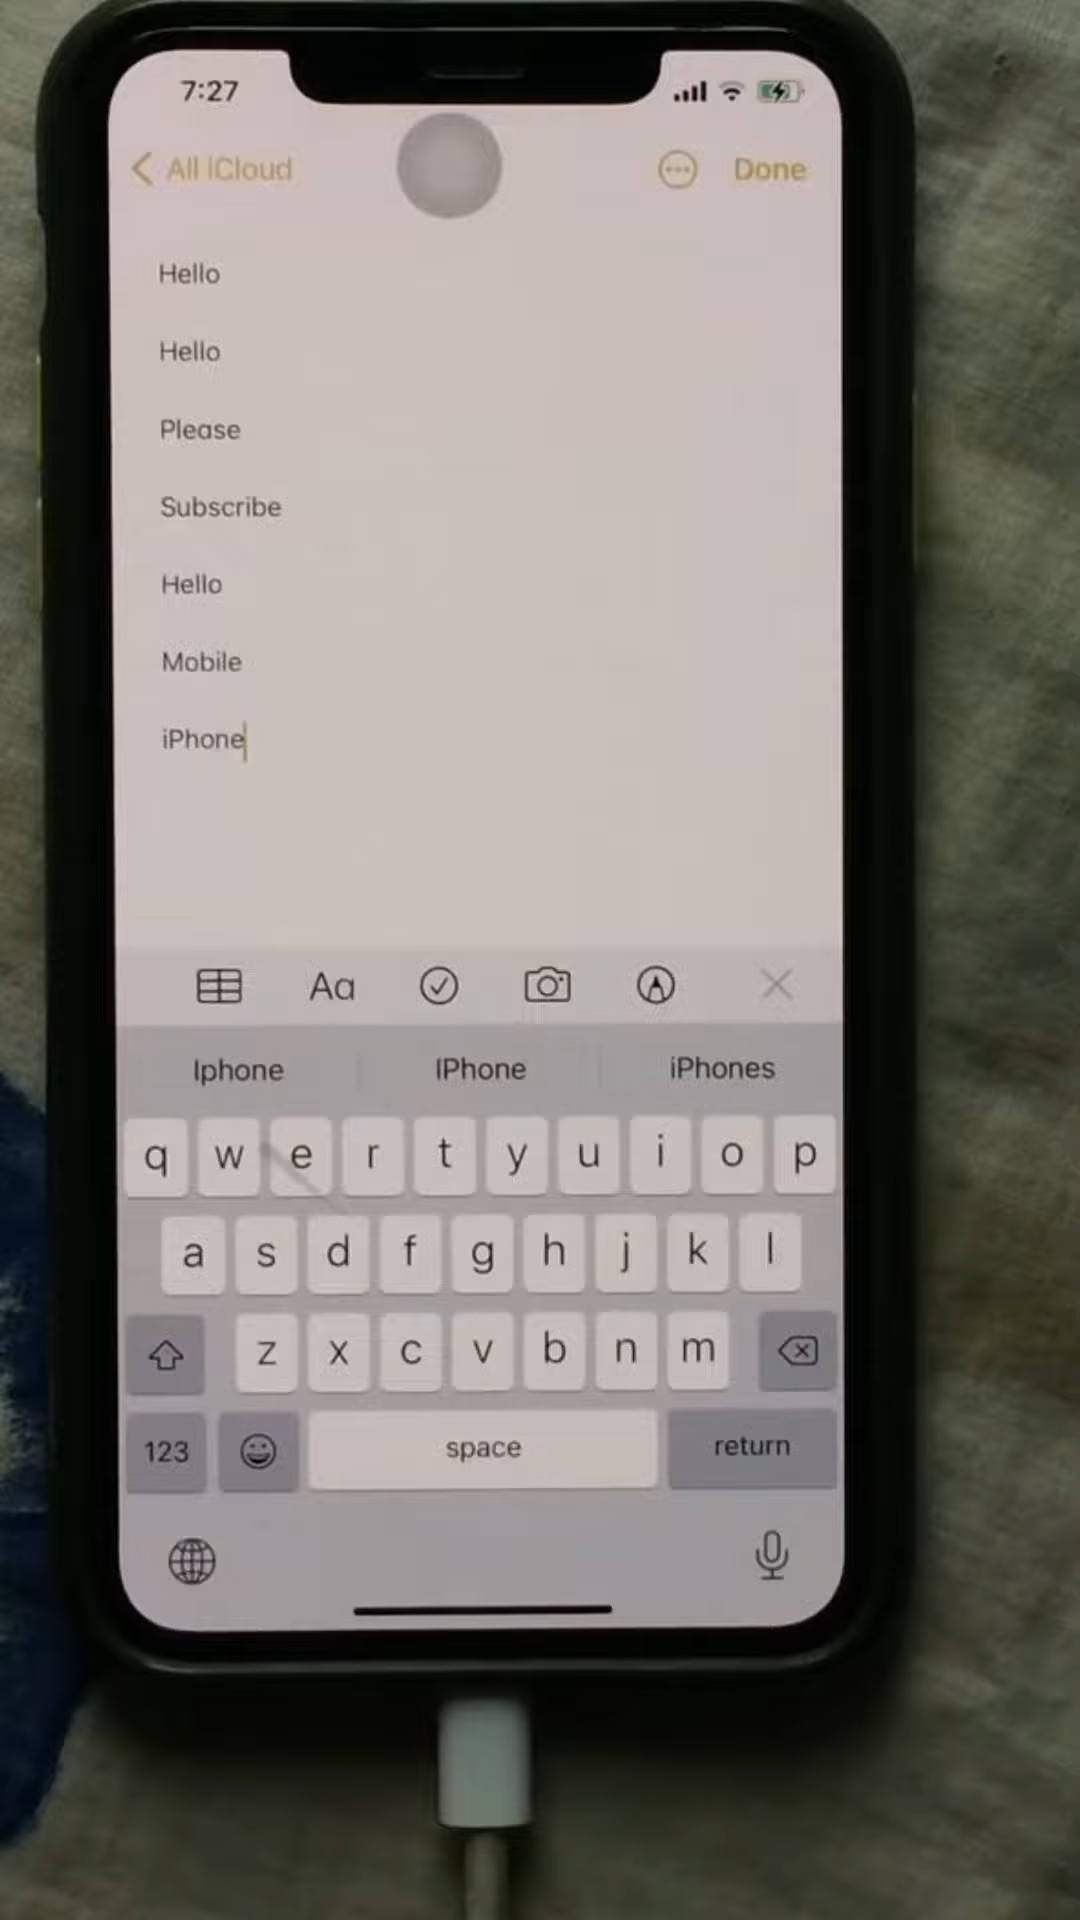 7:27
All iCloud
Done
Hello
Hello
Please
Subscribe
Hello
Mobile
iPhone
Aa
Iphone IPhone iPhones
q w e r t y u i o p
a s d f g h j k l
z x c v b n m
123 space return